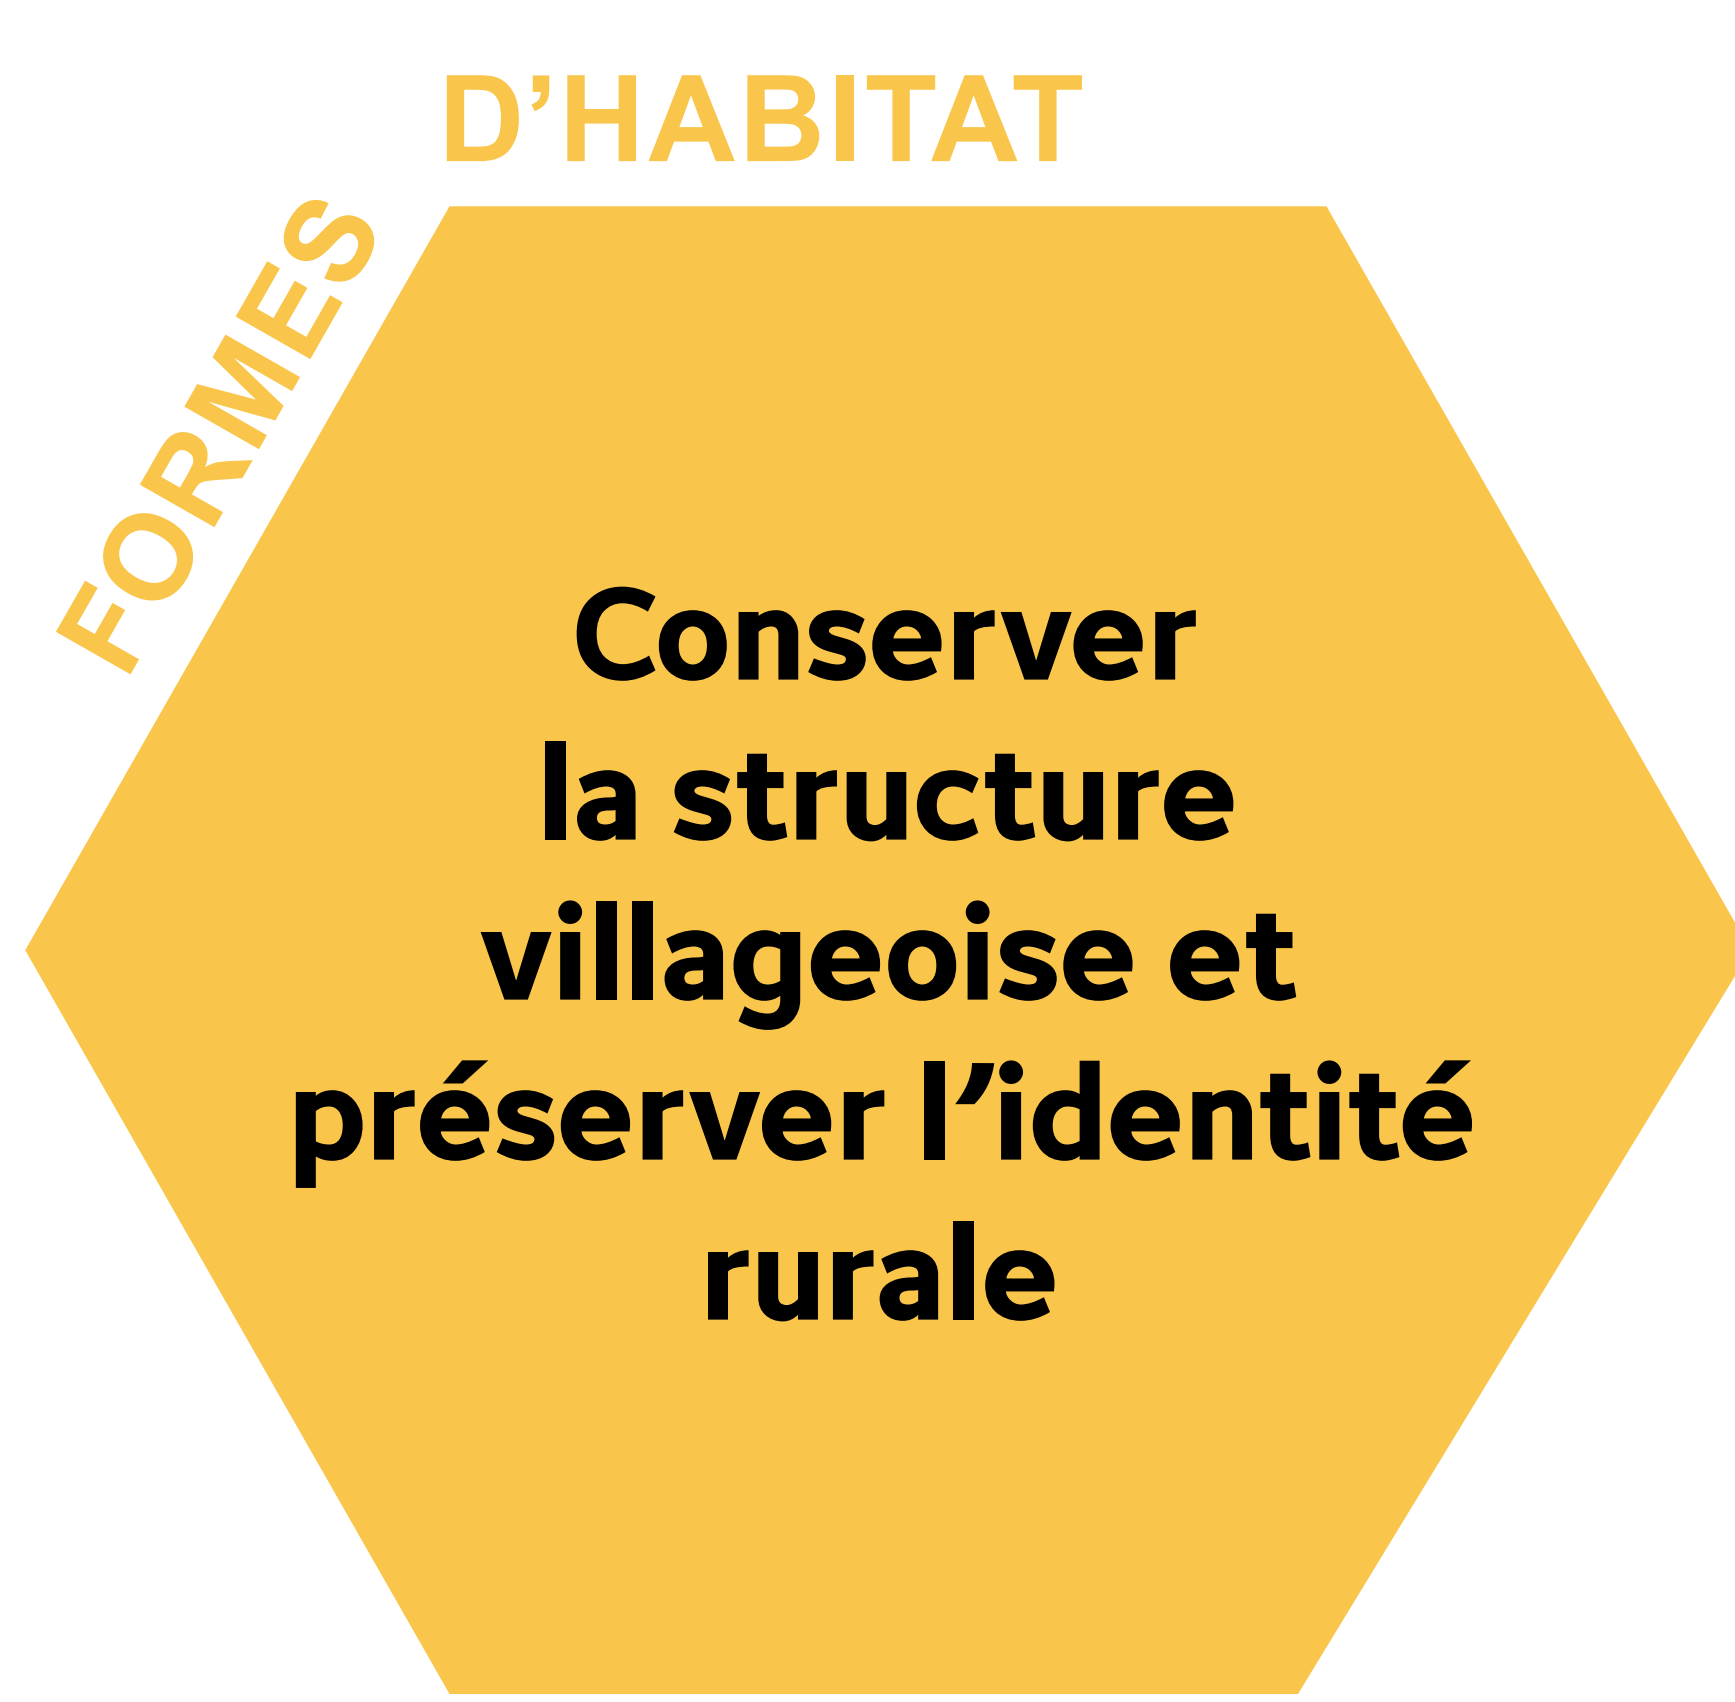 FORMES
D’HABITAT
Conserver
la structure
villageoise et
préserver l’identité
rurale